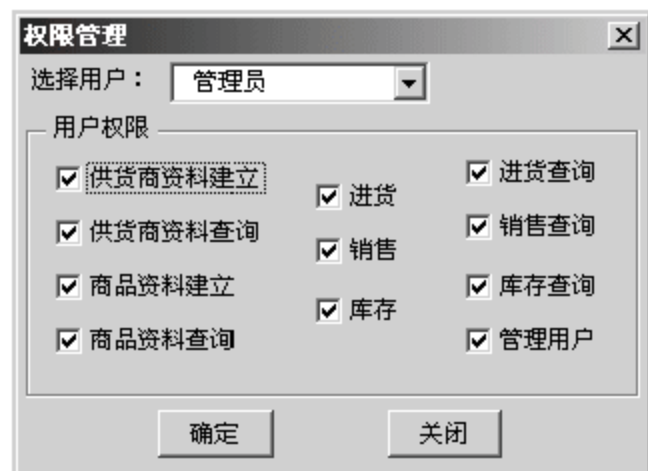 权限管理
选择用户： 管理员
用户权限
供货商资料建立
供货商资料查询
商品资料建立
商品资料查询
进货
销售
库存
进货查询
销售查询
库存查询
管理用户
确定 关闭